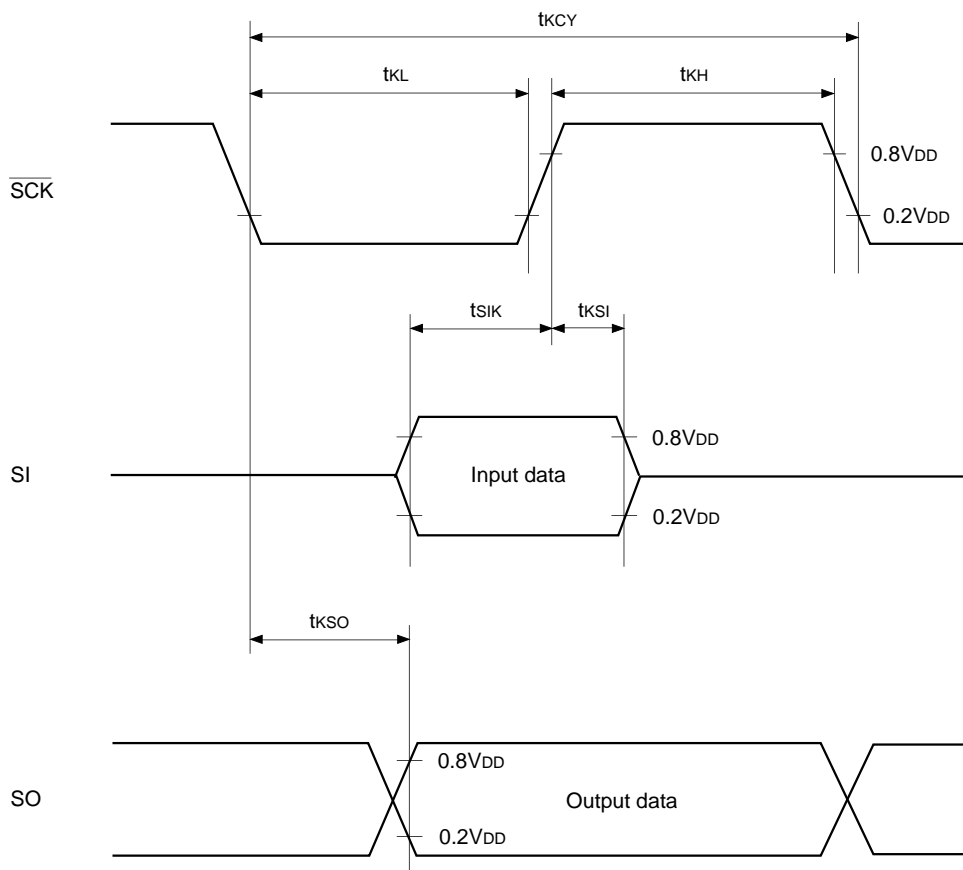 tKCY
tKL
tKH
SCK
0.8VDD
0.2VDD
tSIK
tKSI
SI
Input data
0.8VDD
0.2VDD
tKSO
SO
0.8VDD
Output data
0.2VDD